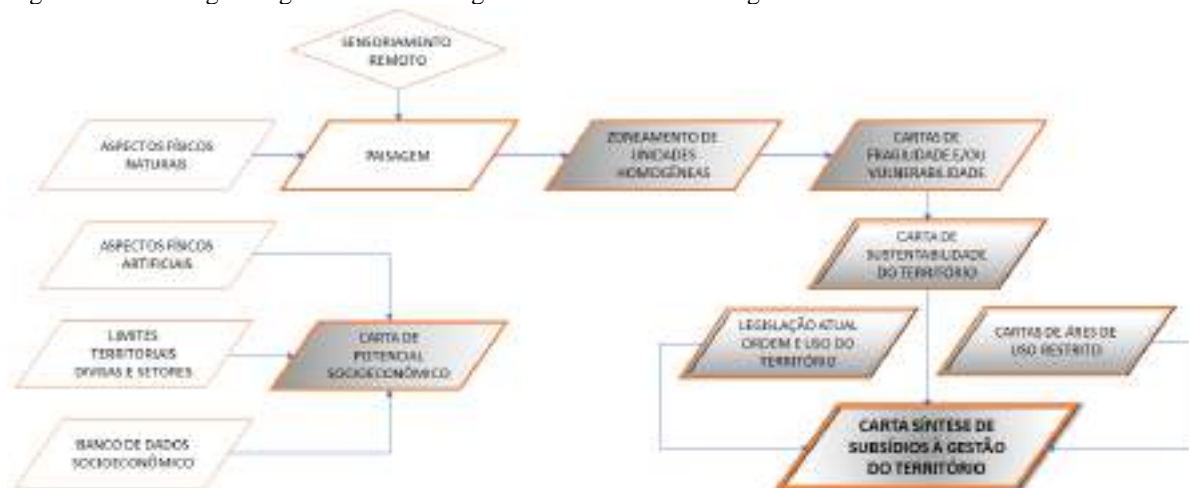 SENSORIAMENTO
REMOTO
ASPECTOS FÍSICOS
NATURAIS
PAISAGEM
ZONEAMENTO DE
UNIDADES
HOMOGÊNEAS
CARTAS DE
FRAGILIDADE E/OU
VULNERABILIDADE
ASPECTOS FÍSICOS
ARTIFICIAIS
CARTA DE
SUSTENTABILIDADE
DO TERRITÓRIO
LIMITES
TERRITORIAIS
DIVISAS E SETORES
CARTA DE
POTENCIAL
SOCIOECONÔMICO
LEGISLAÇÃO ATUAL
ORDEM E USO DO
TERRITÓRIO
CARTAS DE ÁRES DE
USO RESTRITO
BANCO DE DADOS
SOCIOECONÔMICO
CARTA SÍNTESE DE
SUBSÍDIOS À GESTÃO
DO TERRITÓRIO